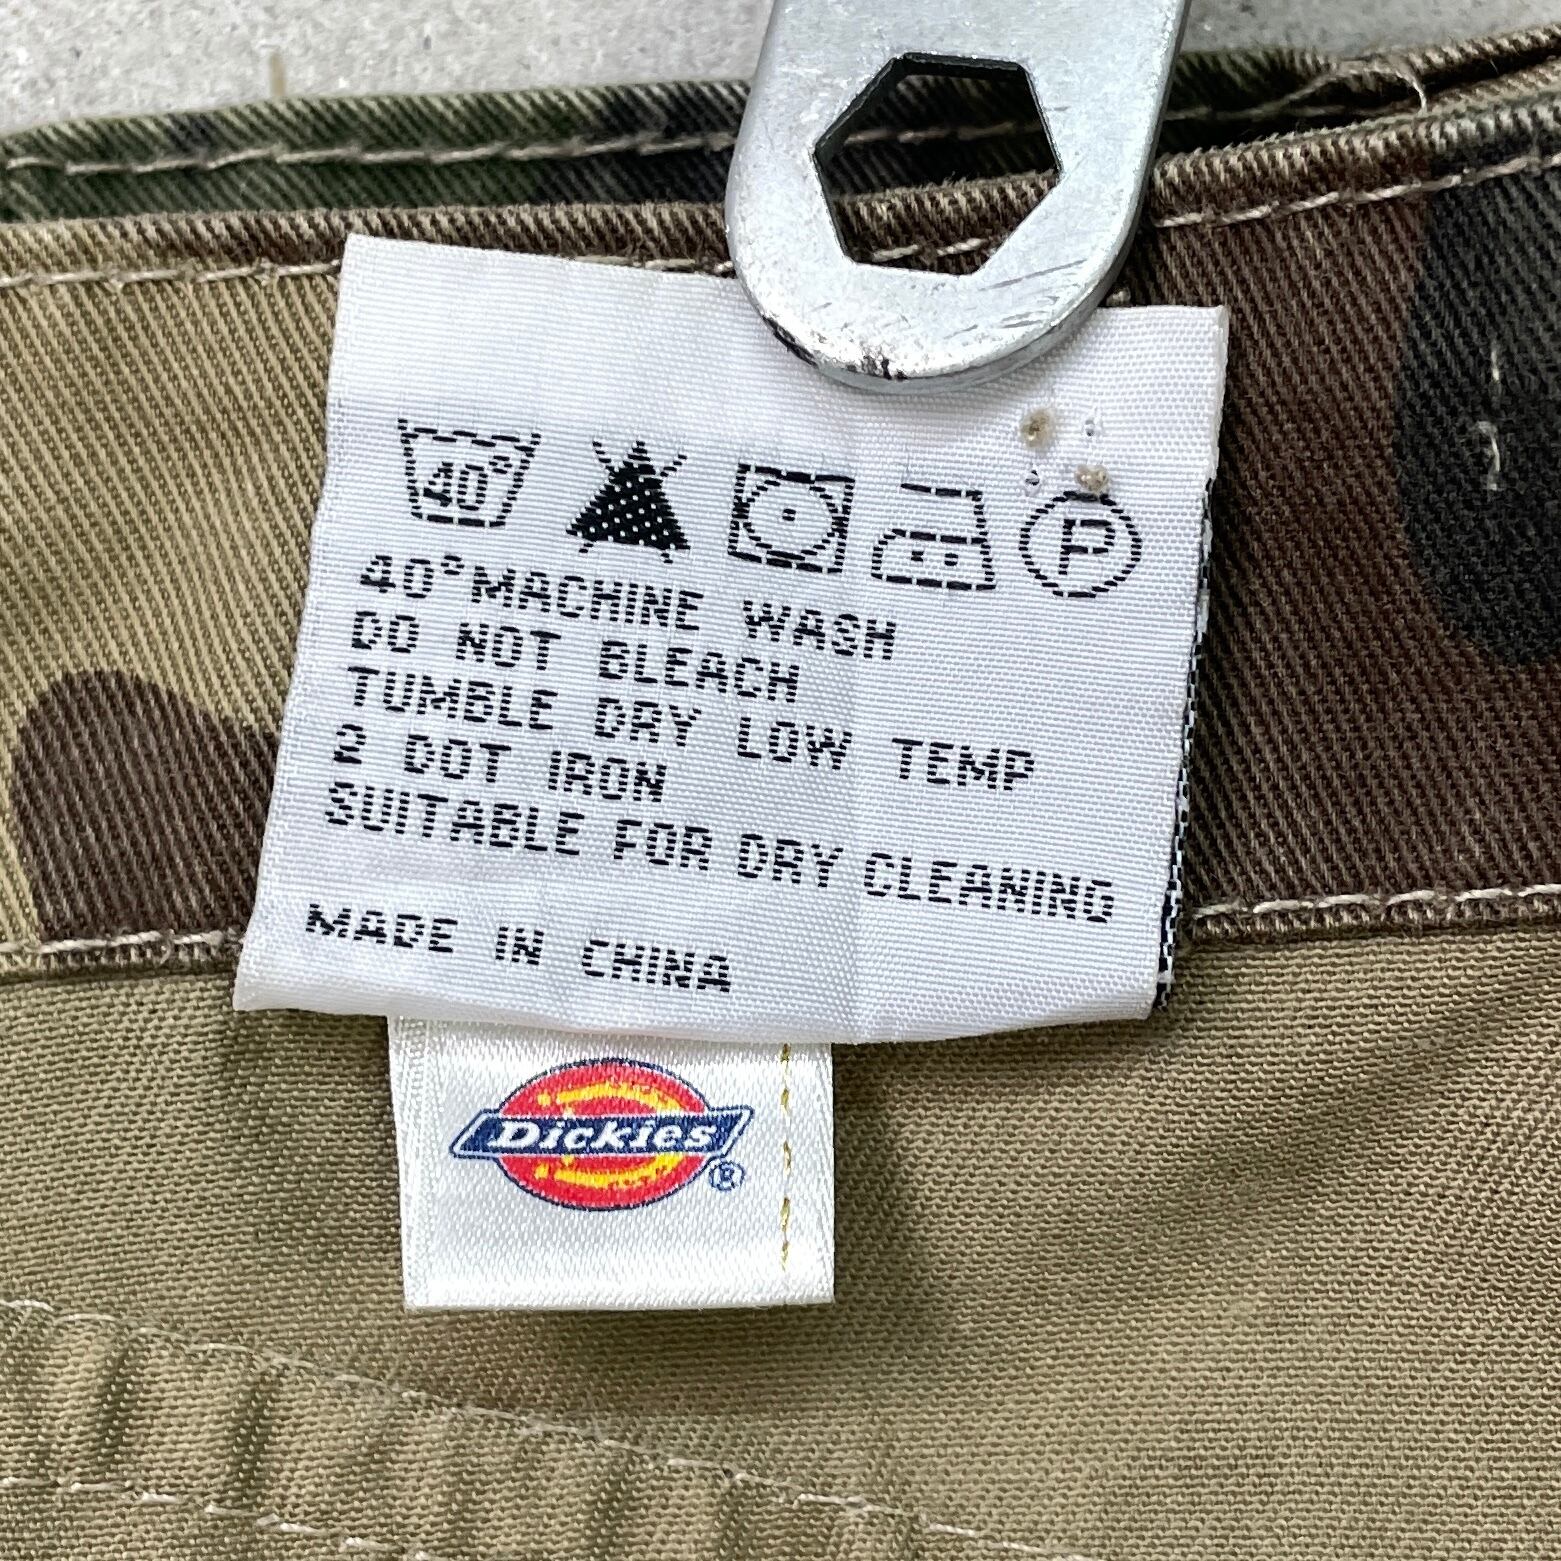 40°
P
40°MACHINE WASH
DO NOT BLEACH
TUMBLE DRY LOW TEMP
2 DOT IRON
SUITABLE FOR DRY CLEANING
MADE IN CHINA
Dickies
®